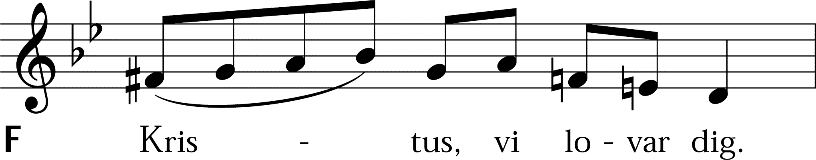 F Kris - tus, vi lo - var dig.